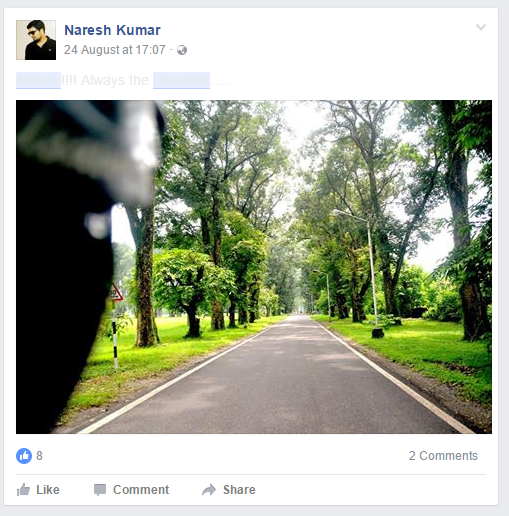 Naresh Kumar
24 August at 17:07 ·
!!!! Always the .....
8
2 Comments
Like
Comment
Share